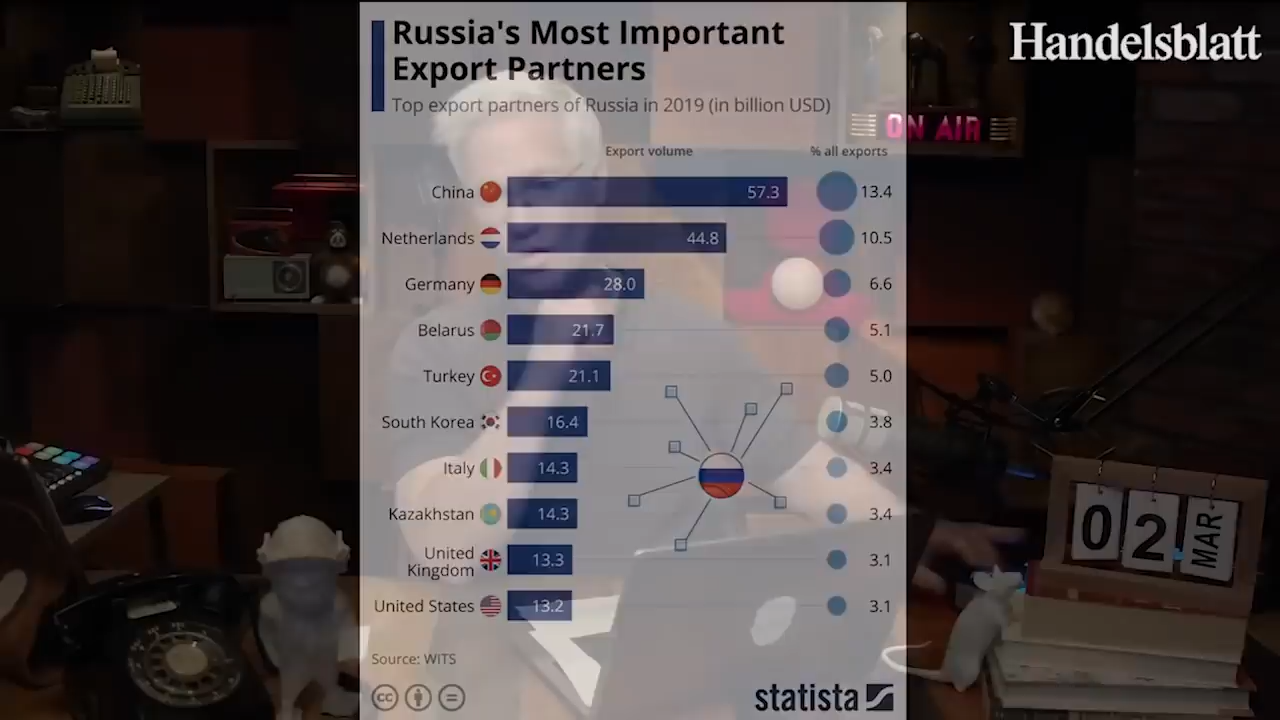 Russia's Most Important
Export Partners
Top export partners of Russia in 2019 (in billion USD)
Handelsblatt
ON AIR
Export volume % all exports
China 57.3 13.4
Netherlands 44.8 10.5
Germany 28.0 6.6
Belarus 21.7 5.1
Turkey 21.1 5.0
South Korea 16.4 3.8
Italy 14.3 3.4
Kazakhstan 14.3 3.4
United
Kingdom 13.3 3.1
United States 13.2 3.1
02 MAR
Source: WITS
cc
statista